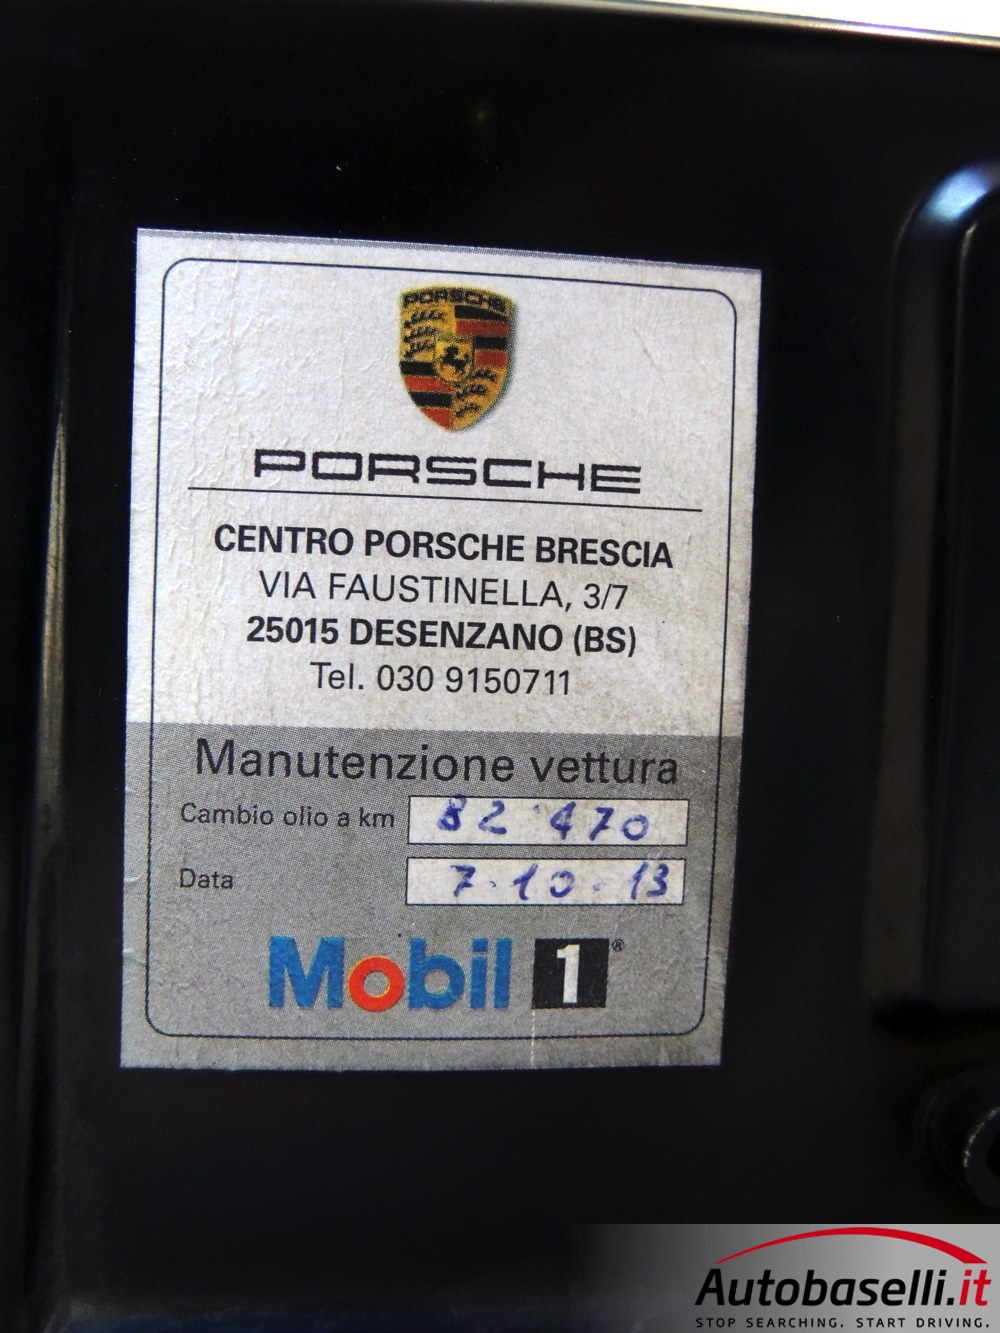 PORSCHE
PORSCHE
CENTRO PORSCHE BRESCIA
VIA FAUSTINELLA, 3/7
25015 DESENZANO (BS)
Tel. 030 9150711
Manutenzione vettura
Cambio olio a km 82.470
Data 7.10.13
Mobil 1®
Autobaselli.it
STOP SEARCHING. START DRIVING.